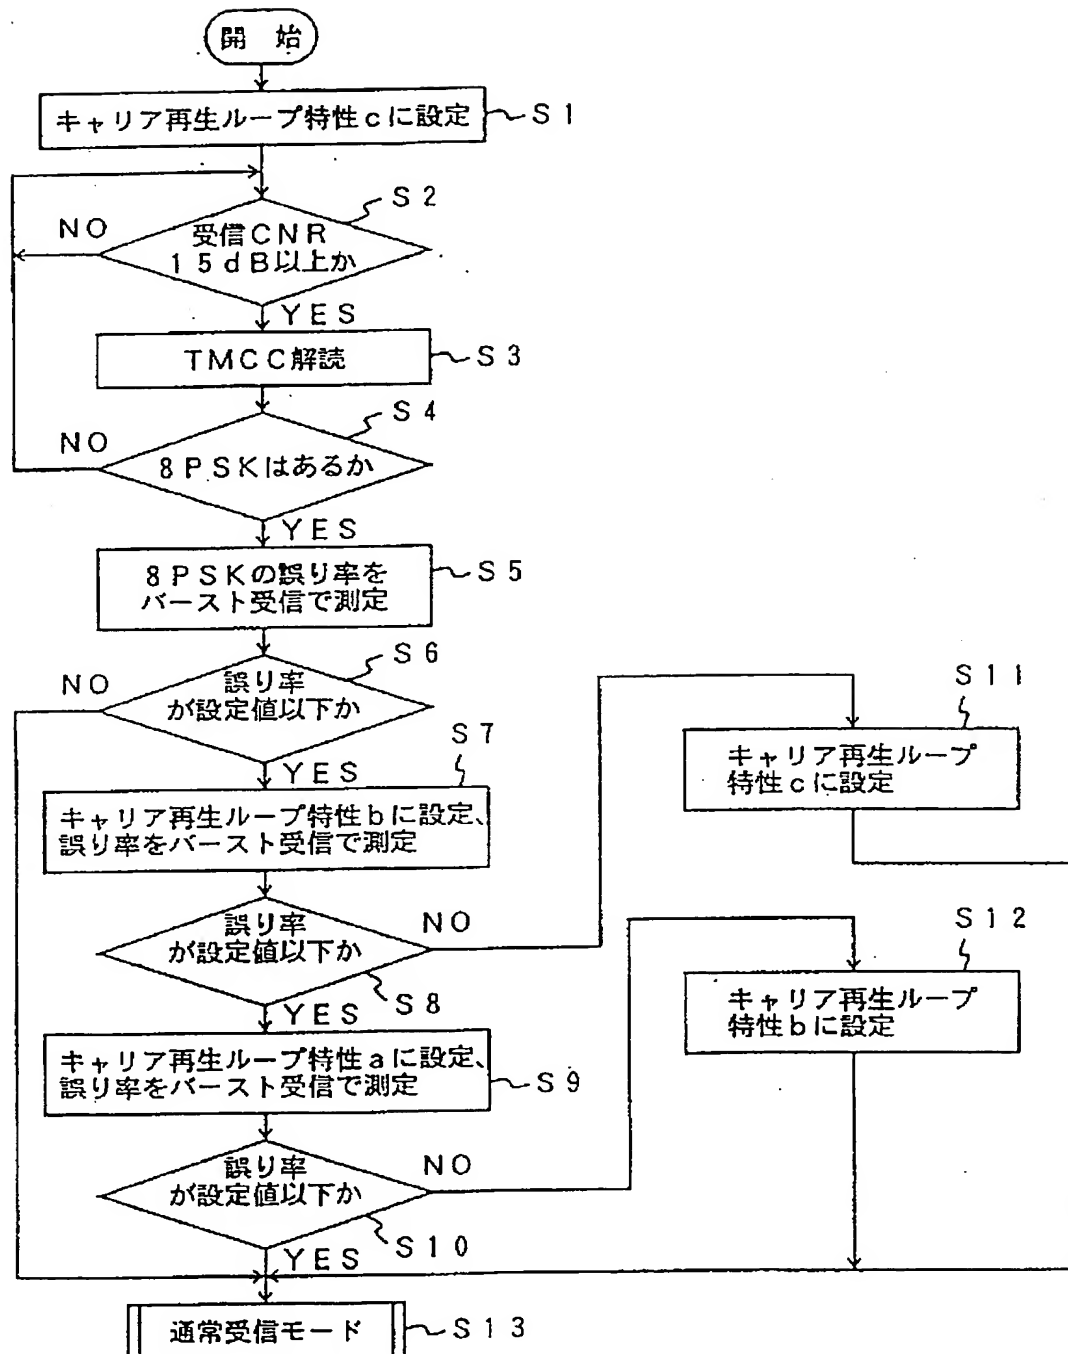 開 始
キャリア再生ループ特性cに設定
S1
S2
NO
受信CNR
15dB以上か
YES
TMCC解読
S3
S4
NO
8PSKはあるか
YES
8PSKの誤り率を
バースト受信で測定
S5
S6
NO
誤り率
が設定値以下か
YES
S7
キャリア再生ループ特性bに設定、
誤り率をバースト受信で測定
S11
キャリア再生ループ
特性cに設定
誤り率
が設定値以下か
NO
S8
YES
S12
キャリア再生ループ
特性bに設定
キャリア再生ループ特性aに設定、
誤り率をバースト受信で測定
S9
誤り率
が設定値以下か
NO
S10
YES
通常受信モード
S13